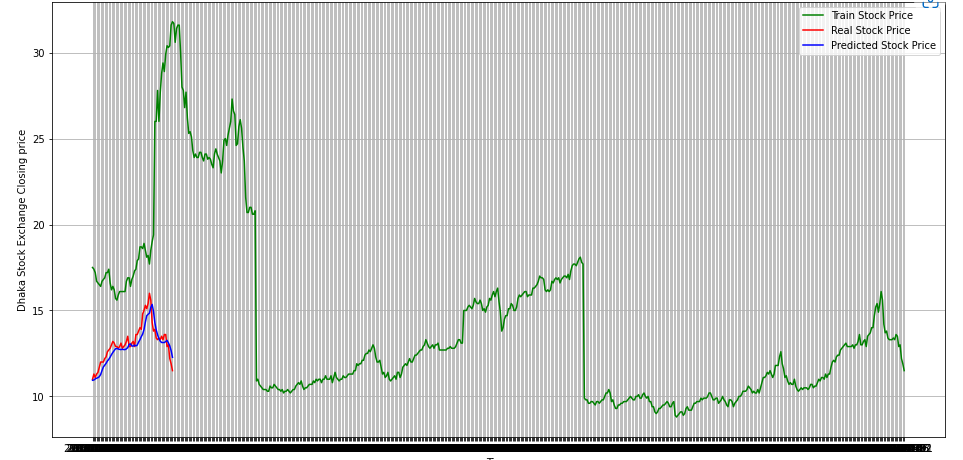 Train Stock Price
Real Stock Price
Predicted Stock Price
Dhaka Stock Exchange Closing price
30
25
20
15
10